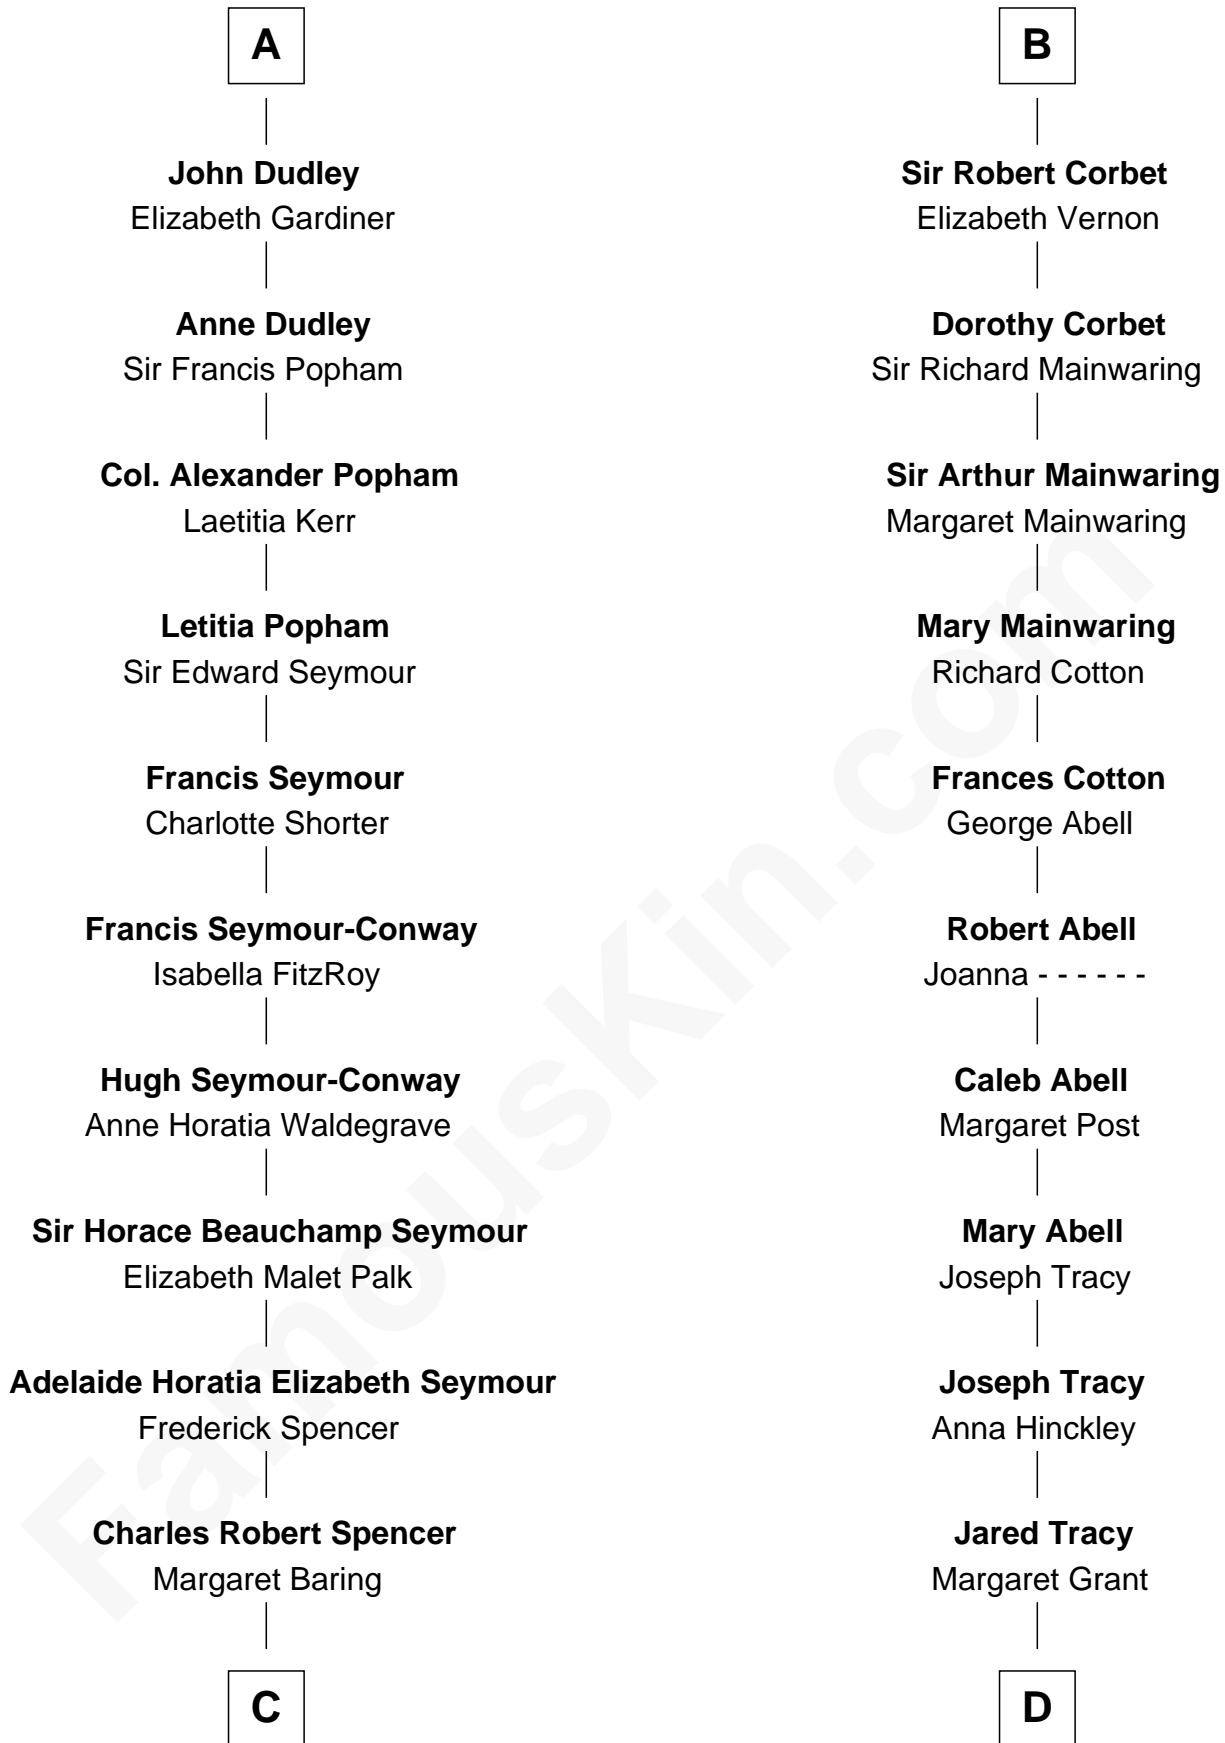 A
John Dudley
Elizabeth Gardiner
Anne Dudley
Sir Francis Popham
Col. Alexander Popham
Laetitia Kerr
Letitia Popham
Sir Edward Seymour
Francis Seymour
Charlotte Shorter
Francis Seymour-Conway
Isabella FitzRoy
Hugh Seymour-Conway
Anne Horatia Waldegrave
Sir Horace Beauchamp Seymour
Elizabeth Malet Palk
Adelaide Horatia Elizabeth Seymour
Frederick Spencer
Charles Robert Spencer
Margaret Baring
C
B
Sir Robert Corbet
Elizabeth Vernon
Dorothy Corbet
Sir Richard Mainwaring
Sir Arthur Mainwaring
Margaret Mainwaring
Mary Mainwaring
Richard Cotton
Frances Cotton
George Abell
Robert Abell
Joanna - - - - - -
Caleb Abell
Margaret Post
Mary Abell
Joseph Tracy
Joseph Tracy
Anna Hinckley
Jared Tracy
Margaret Grant
D
FamousKin.com